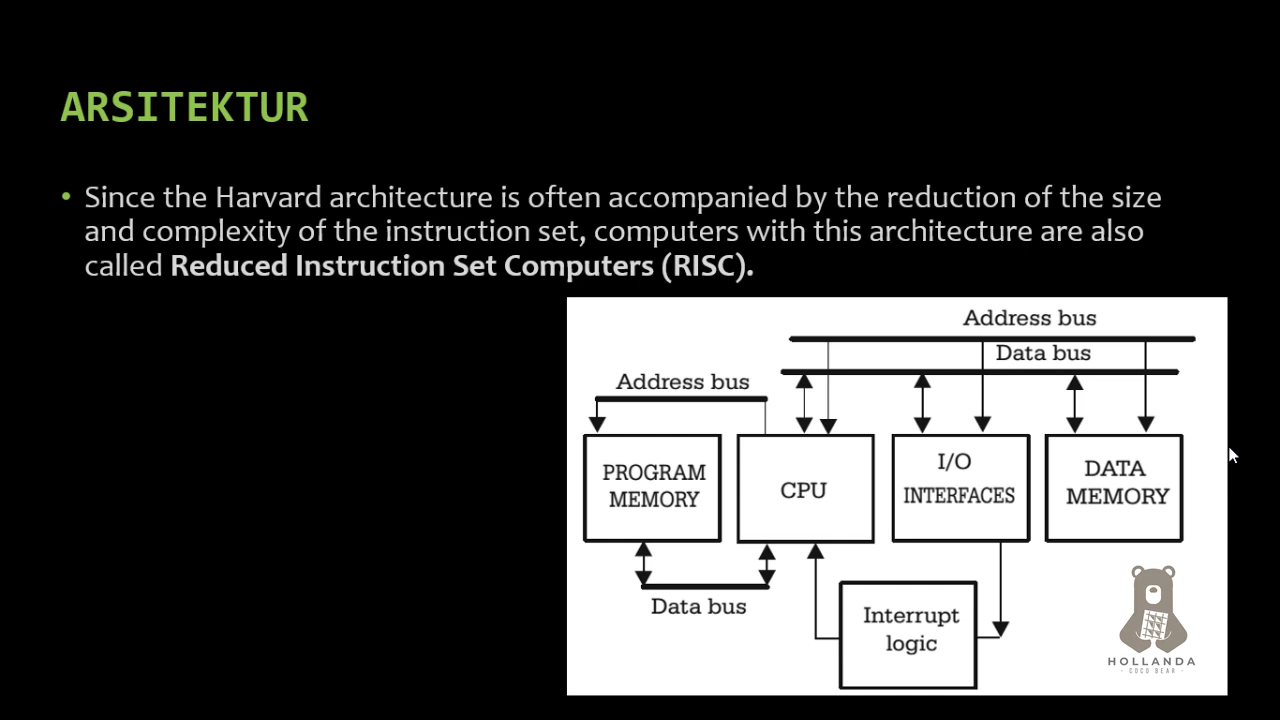 ARSITEKTUR
• Since the Harvard architecture is often accompanied by the reduction of the size
and complexity of the instruction set, computers with this architecture are also
called Reduced Instruction Set Computers (RISC).
Address bus
Data bus
Address bus
PROGRAM
MEMORY
CPU
I/O
INTERFACES
DATA
MEMORY
Data bus
Interrupt
logic
HOLLANDA
- COCO BEAR -